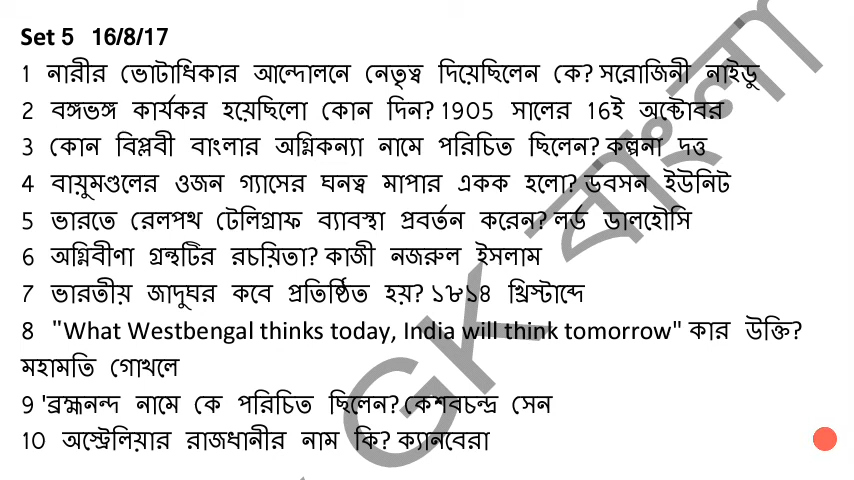 Set 5 16/8/17
1 নারীর ভোটাধিকার আন্দোলনে নেতৃত্ব দিয়েছিলেন কে? সরোজিনী নাইডু
2 বঙ্গভঙ্গ কার্যকর হয়েছিলো কোন দিন? 1905 সালের 16ই অক্টোবর
3 কোন বিপ্লবী বাংলার অগ্নিকন্যা নামে পরিচিত ছিলেন? কল্পনা দত্ত
4 বায়ুমণ্ডলের ওজন গ্যাসের ঘনত্ব মাপার একক হলো? ডবসন ইউনিট
5 ভারতে রেলপথ টেলিগ্রাফ ব্যাবস্থা প্রবর্তন করেন? লর্ড ডালহৌসি
6 অগ্নিবীণা গ্রন্থটির রচয়িতা? কাজী নজরুল ইসলাম
7 ভারতীয় জাদুঘর কবে প্রতিষ্ঠিত হয়? ১৮১৪ খ্রিস্টাব্দে
8 "What Westbengal thinks today, India will think tomorrow" কার উক্তি?
মহামতি গোখলে
9 'ব্রহ্মনন্দ নামে কে পরিচিত ছিলেন? কেশবচন্দ্র সেন
10 অস্ট্রেলিয়ার রাজধানীর নাম কি? ক্যানবেরা
GK বাংলা